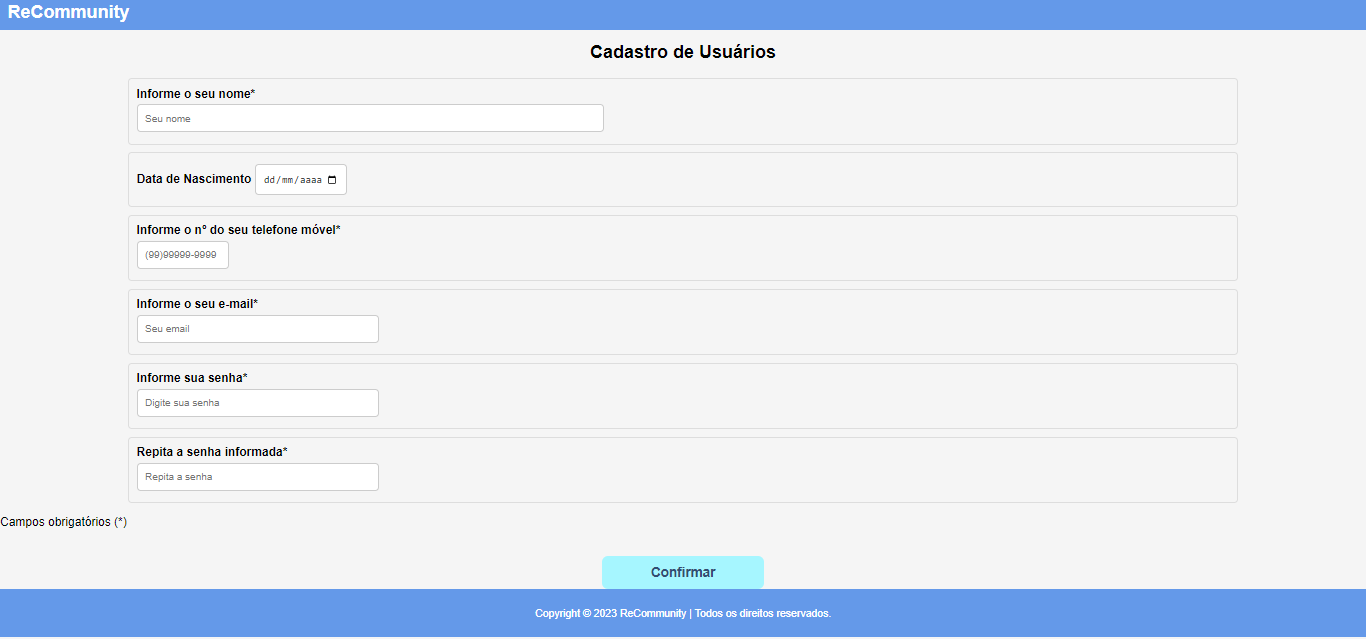 ReCommunity
Cadastro de Usuários
Informe o seu nome*
Seu nome
Data de Nascimento dd/mm/aaaa
Informe o nº do seu telefone móvel*
(99)99999-9999
Informe o seu e-mail*
Seu email
Informe sua senha*
Digite sua senha
Repita a senha informada*
Repita a senha
Campos obrigatórios (*)
Confirmar
Copyright © 2023 ReCommunity | Todos os direitos reservados.